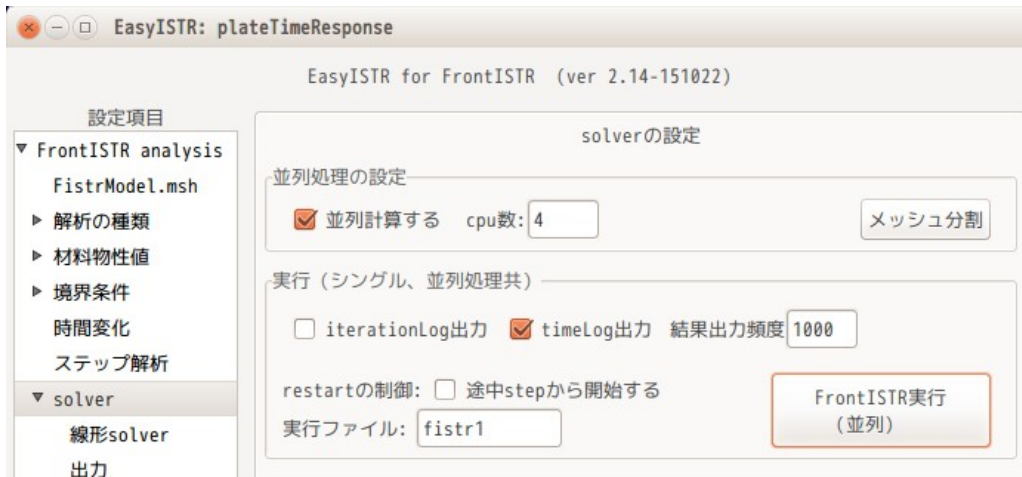 EasyISTR: plateTimeResponse
EasyISTR for FrontISTR (ver 2.14-151022)
設定項目
FrontISTR analysis
FistrModel.msh
解析の種類
材料物性値
境界条件
時間変化
ステップ解析
solver
線形solver
出力
solverの設定
並列処理の設定
並列計算する cpu数: 4 メッシュ分割
実行 (シングル、並列処理共)
iterationLog出力 timeLog出力 結果出力頻度 1000
restartの制御: 途中stepから開始する
実行ファイル: fistr1
FrontISTR実行
(並列)